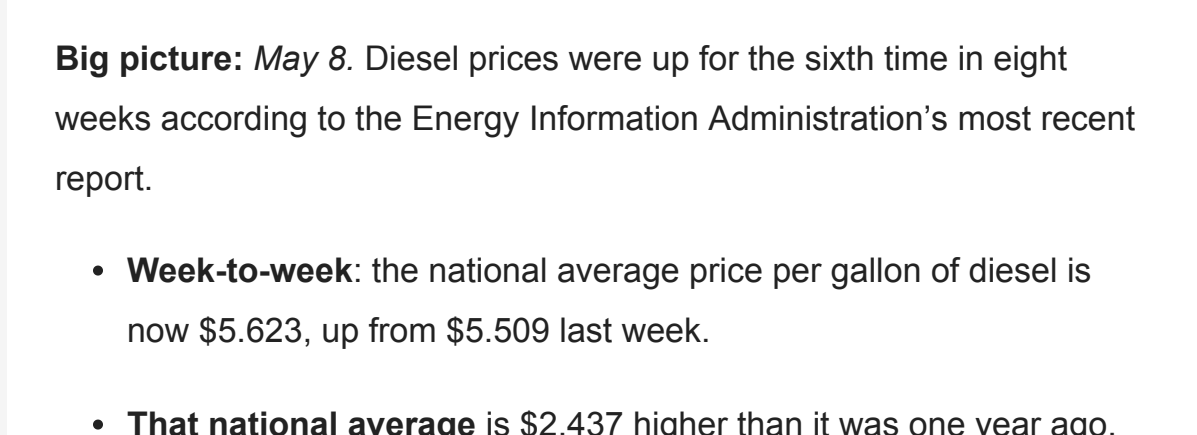 Big picture: May 8. Diesel prices were up for the sixth time in eight
weeks according to the Energy Information Administration’s most recent
report.
• Week-to-week: the national average price per gallon of diesel is
now $5.623, up from $5.509 last week.
• That national average is $2.437 higher than it was one year ago.